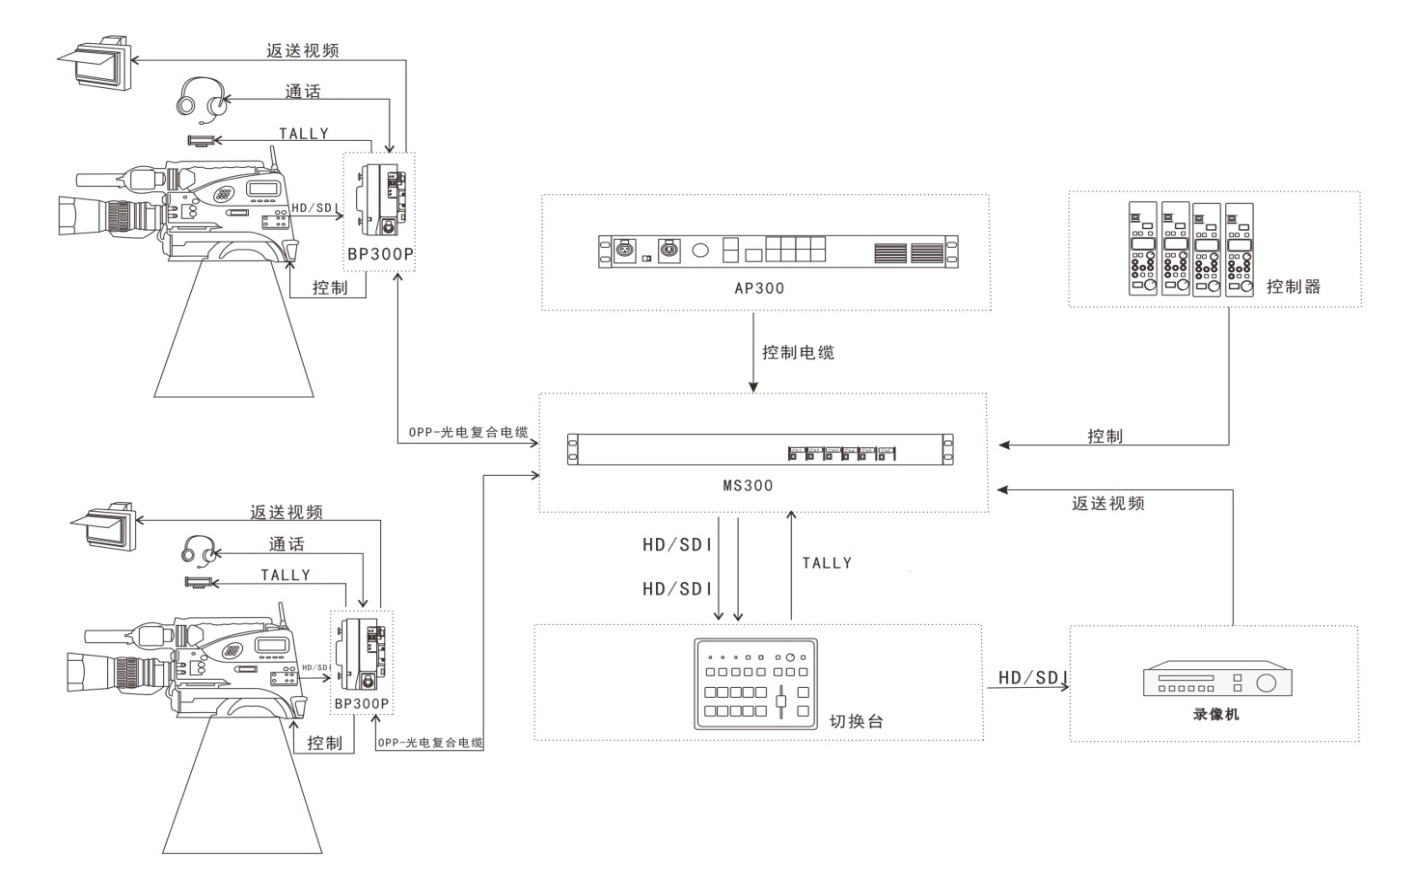 返送视频
通话
TALLY
HD/SDI
BP300P
控制
AP300
控制器
控制电缆
OPP-光电复合电缆
控制
MS300
返送视频
返送视频
通话
TALLY
HD/SDI
BP300P
控制
OPP-光电复合电缆
HD/SDI
HD/SDI
TALLY
切换台
HD/SDI
录像机